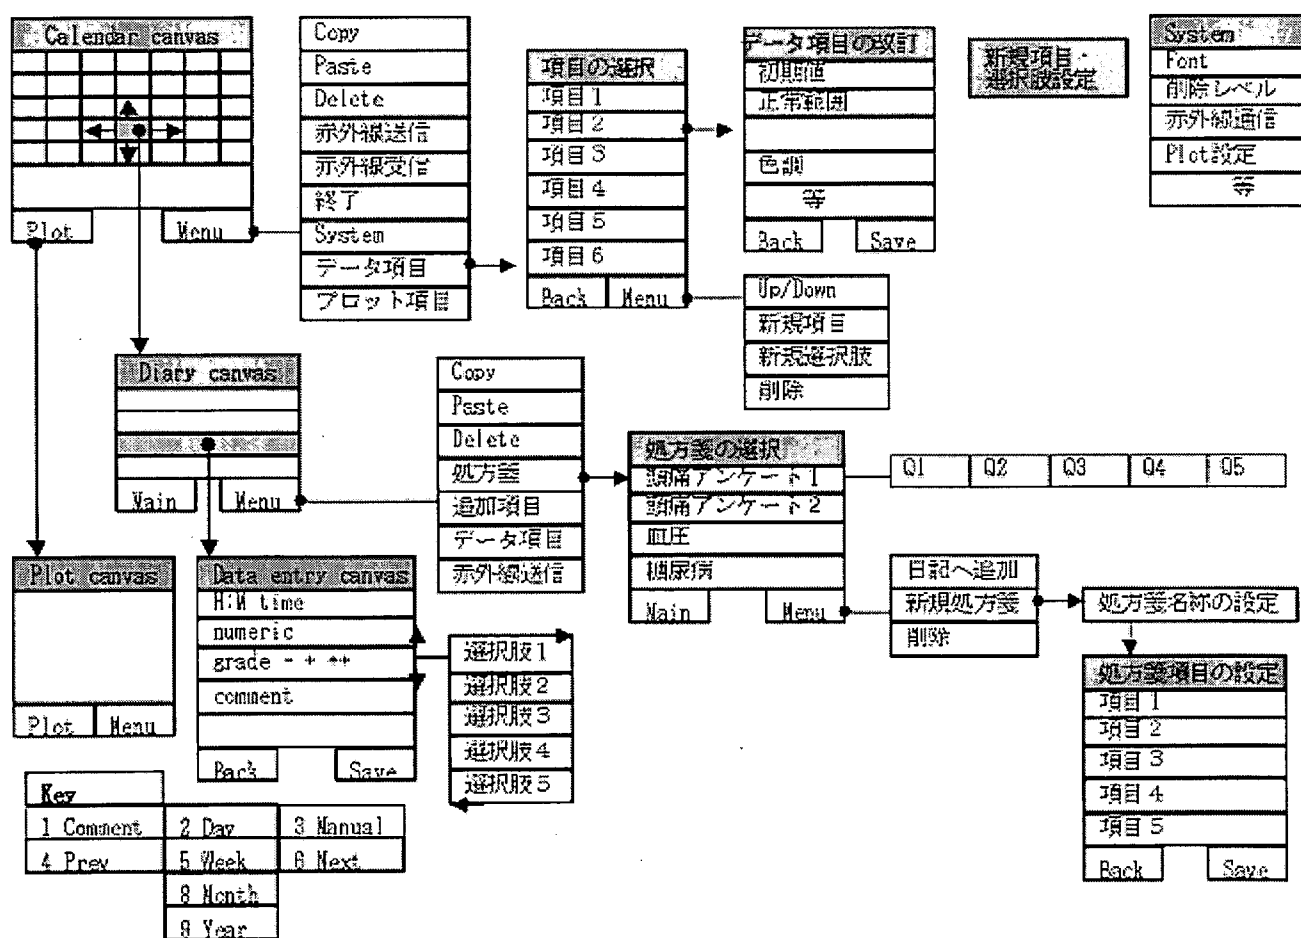 Calendar canvas
Plot
Menu
Copy
Paste
Delete
赤外線送信
赤外線受信
終了
System
データ項目
プロット項目
項目の選択
項目1
項目2
項目3
項目4
項目5
項目6
Back
Menu
データ項目の改訂
初期値
正常範囲
色調
等
Back
Save
新規項目
選択肢設定
System
Font
削除レベル
赤外線通信
Plot設定
等
Up/Down
新規項目
新規選択肢
削除
Diary canvas
Main
Menu
Copy
Paste
Delete
処方箋
追加項目
データ項目
赤外線送信
処方箋の選択
頭痛アンケート1
頭痛アンケート2
血圧
糖尿病
Main
Menu
Q1
Q2
Q3
Q4
Q5
日記へ追加
新規処方箋
削除
処方箋名称の設定
処方箋項目の設定
項目1
項目2
項目3
項目4
項目5
Back
Save
Plot canvas
Plot
Menu
Data entry canvas
H:M time
numeric
grade - + ++
comment
Back
Save
選択肢1
選択肢2
選択肢3
選択肢4
選択肢5
Key
1 Comment
2 Day
3 Manual
4 Prev
5 Week
6 Next
8 Month
9 Year